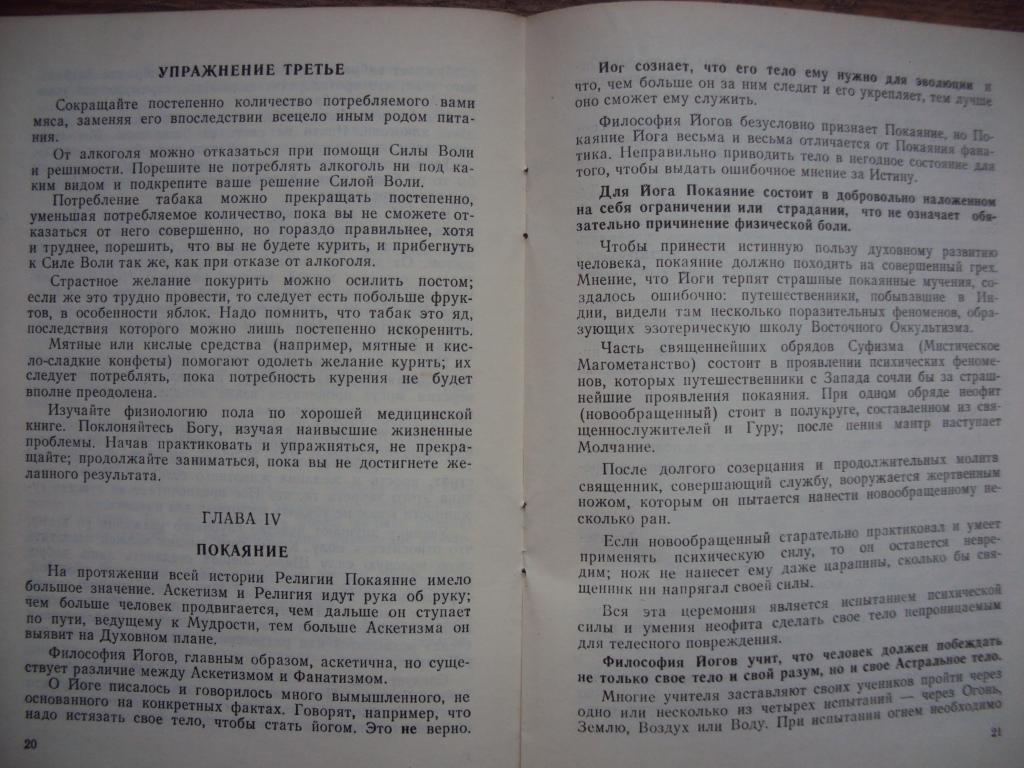 УПРАЖНЕНИЕ ТРЕТЬЕ
Сокращайте постепенно количество потребляемого вами
мяса, заменяя его впоследствии всецело иным родом пита-
ния.
От алкоголя можно отказаться при помощи Силы Воли
и решимости. Порешите не потреблять алкоголь ни под ка-
ким видом и подкрепите ваше решение Силой Воли.
Потребление табака можно прекращать постепенно,
уменьшая потребляемое количество, пока вы не сможете от-
казаться от него совершенно, но гораздо правильнее, хотя
и труднее, порешить, что вы не будете курить, и прибегнуть
к Силе Воли так же, как при отказе от алкоголя.
Страстное желание покурить можно осилить постом;
если же это трудно провести, то следует есть побольше фрук-
тов, в особенности яблок. Надо помнить, что табак это яд,
последствия которого можно лишь постепенно искоренить.
Мятные или кислые средства (например, мятные и кис-
ло-сладкие конфеты) помогают одолеть желание курить; их
следует потреблять, пока потребность курения не будет
вполне преодолена.
Изучайте физиологию пола по хорошей медицинской
книге. Поклоняйтесь Богу, изучая наивысшие жизненные
проблемы. Начав практиковать и упражняться, не прекра-
щайте; продолжайте заниматься, пока вы не достигнете же-
ланного результата.
ГЛАВА IV
ПОКАЯНИЕ
На протяжении всей истории Религии Покаяние имело
большое значение. Аскетизм и Религия идут рука об руку;
чем больше человек продвигается, чем дальше он ступает
по пути, ведущему к Мудрости, тем больше Аскетизма он
выявит на Духовном плане.
Философия Йогов, главным образом, аскетична, но суще-
ствует различие между Аскетизмом и Фанатизмом.
О Йоге писалось и говорилось много вымышленного, не
основанного на конкретных фактах. Говорят, например, что
надо истязать свое тело, чтобы стать йогом. Это не верно.
20
Йог сознает, что его тело ему нужно для эволюции и
что, чем больше он за ним следит и его укрепляет, тем лучше
оно сможет ему служить.
Философия Йогов безусловно признает Покаяние, но По-
каяние Йога весьма и весьма отличается от Покаяния фана-
тика. Неправильно приводить тело в негодное состояние для
того, чтобы выдать ошибочное мнение за Истину.
Для Йога Покаяние состоит в добровольно наложенном
на себя ограничении или страдании, что не означает обя-
зательно причинение физической боли.
Чтобы принести истинную пользу духовному развитию
человека, покаяние должно походить на совершенный грех.
Мнение, что Йоги терпят страшные покаянные мучения, со-
здалось ошибочно: путешественники, побывавшие в Ин-
дии, видели там несколько поразительных феноменов, обра-
зующих эзотерическую школу Восточного Оккультизма.
Часть священнейших обрядов Суфизма (Мистическое
Магометанство) состоит в проявлении психических феноме-
нов, которых путешественники с Запада сочли бы за страш-
нейшие проявления покаяния. При одном обряде неофит
(новообращенный) стоит в полукруге, составленном из свя-
щеннослужителей и Гуру; после пения мантр наступает
Молчание.
После долгого созерцания и продолжительных молитв
священник, совершающий службу, вооружается жертвенным
ножом, которым он пытается нанести новообращенному не-
сколько ран.
Если новообращенный старательно практиковал и умеет
применять психическую силу, то он останется невре-
дим; нож не нанесет ему даже царапины, сколько бы свя-
щенник ни напрягал своей силы.
Вся эта церемония является испытанием психической
силы и умения неофита сделать свое тело непроницаемым
для телесного повреждения.
Философия Йогов учит, что человек должен побеждать
не только свое тело и свой разум, но и свое Астральное тело.
Многие учителя заставляют своих учеников пройти через
одно или несколько из четырех испытаний — через Огонь,
Землю, Воздух или Воду. При испытании огнем необходимо
21